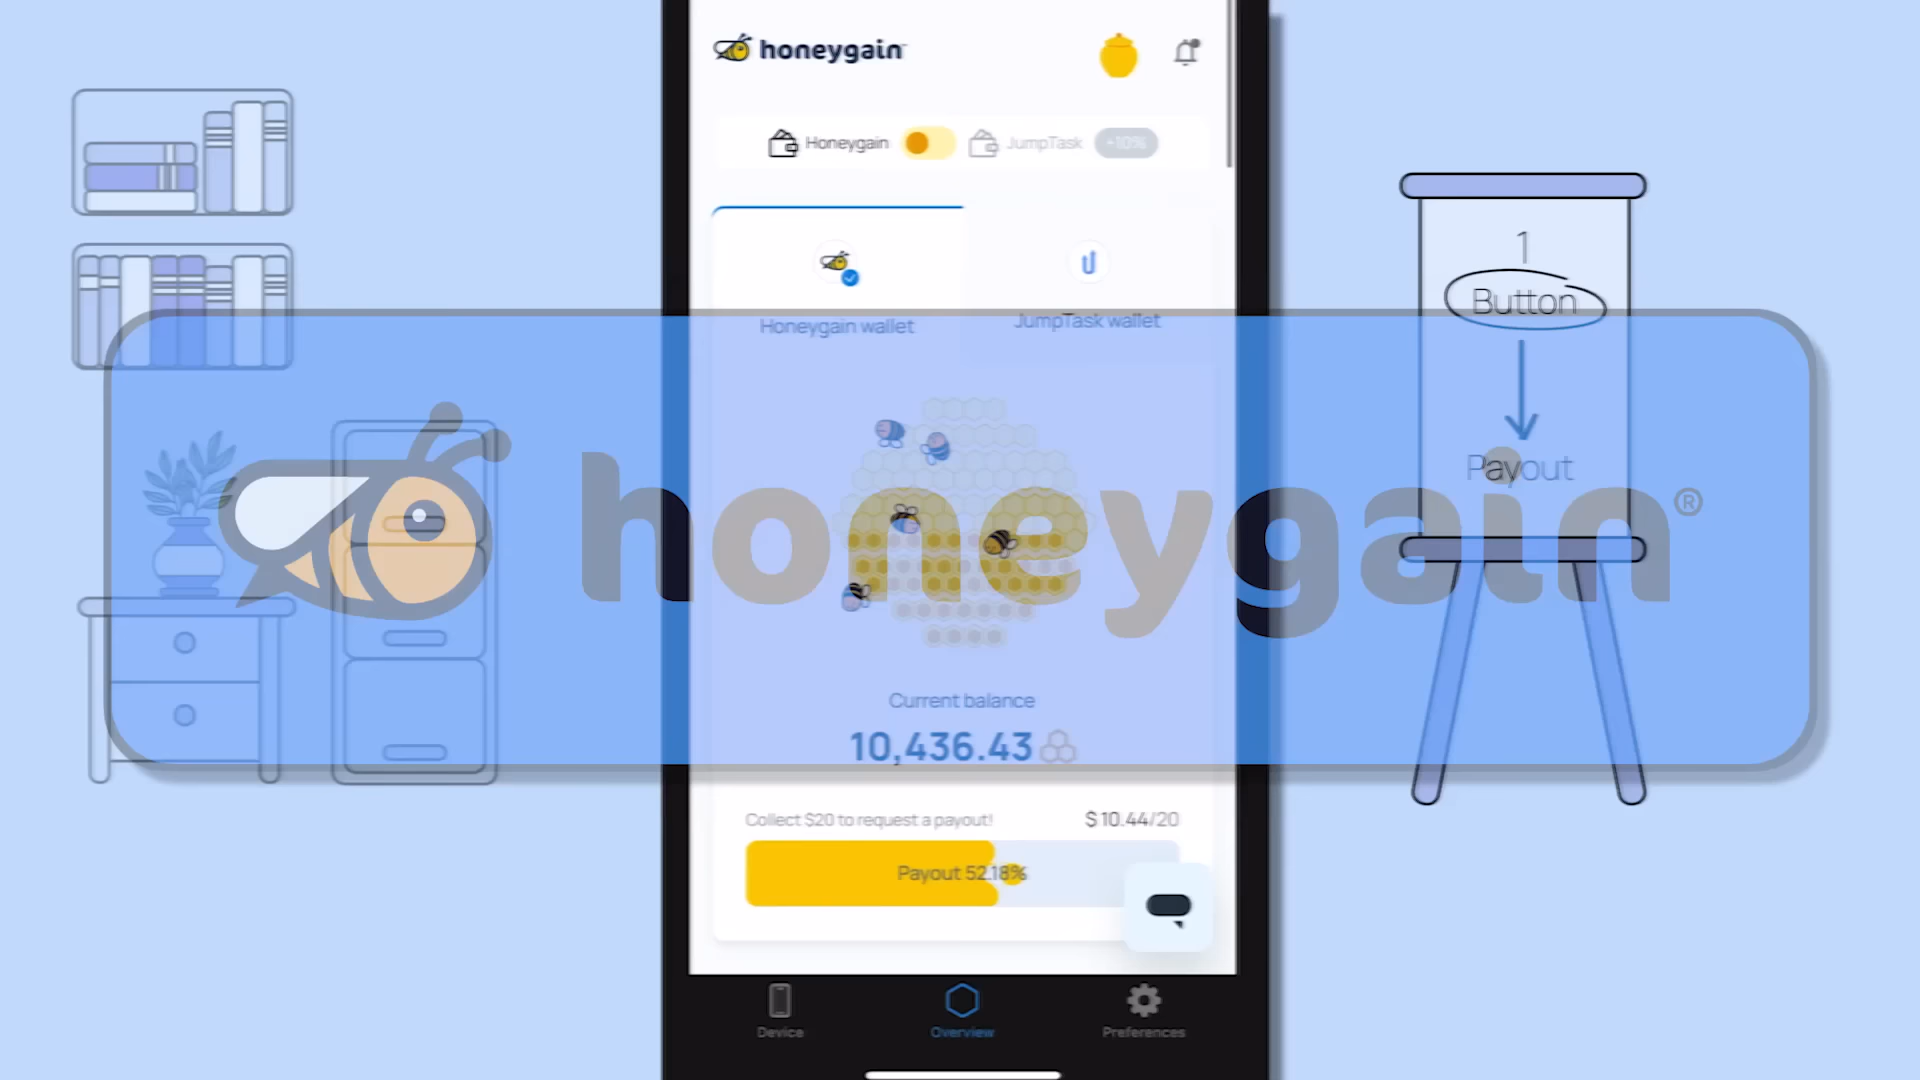 honeygain
Honeygain
JumpTask
+10%
Honeygain wallet
JumpTask wallet
1
Button
Payout
honeygain®
Current balance
10,436.43
Collect $20 to request a payout!
$ 10.44/20
Payout 52.18%
Device
Overview
Preferences